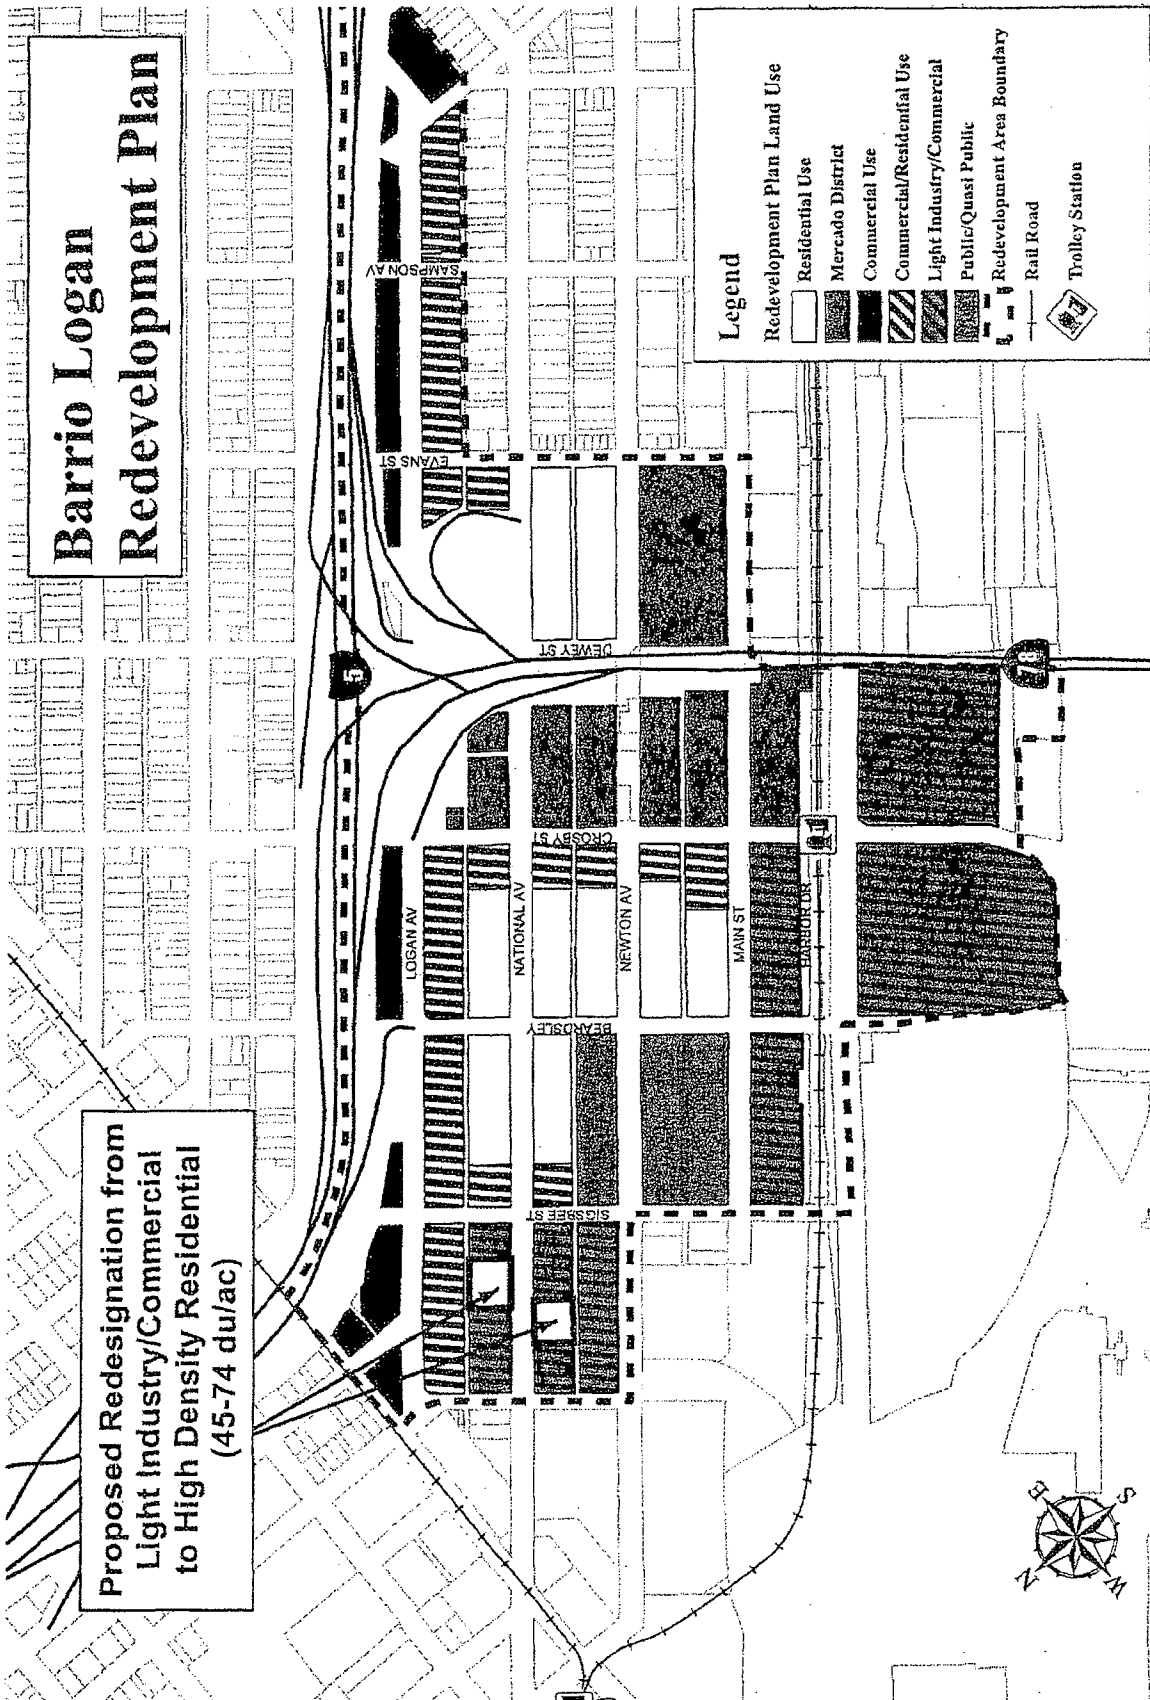 Barrio Logan
Redevelopment Plan
Proposed Redesignation from
Light Industry/Commercial
to High Density Residential
(45-74 du/ac)
5
SAMPSON AV
EVANS ST
DEWEY ST
CROSBY ST
BEARDSLEY
SIGSBEE ST
LOGAN AV
NATIONAL AV
NEWTON AV
MAIN ST
HARBOR DR
Legend
Redevelopment Plan Land Use
Residential Use
Mercado District
Commercial Use
Commercial/Residential Use
Light Industry/Commercial
Public/Quasi Public
Redevelopment Area Boundary
Rail Road
Trolley Station
N
E
S
W